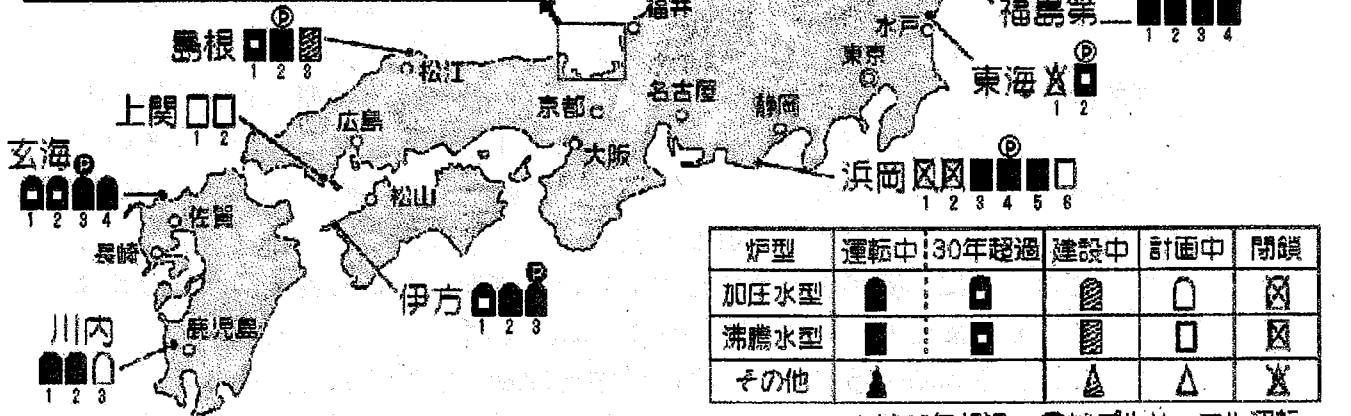 福井
福島第二
1 2 3 4
水戸
島根
P
1 2 3
松江
東京
東海
P
1 2
名古屋
静岡
京都
上関
1 2
広島
大阪
玄海
P
1 2 3 4
浜岡
P
1 2 3 4 5 6
松山
佐賀
長崎
伊方
P
1 2 3
川内
1 2 3
鹿児島
炉型 運転中 30年超過 建設中 計画中 閉鎖
加圧水型
沸騰水型
その他